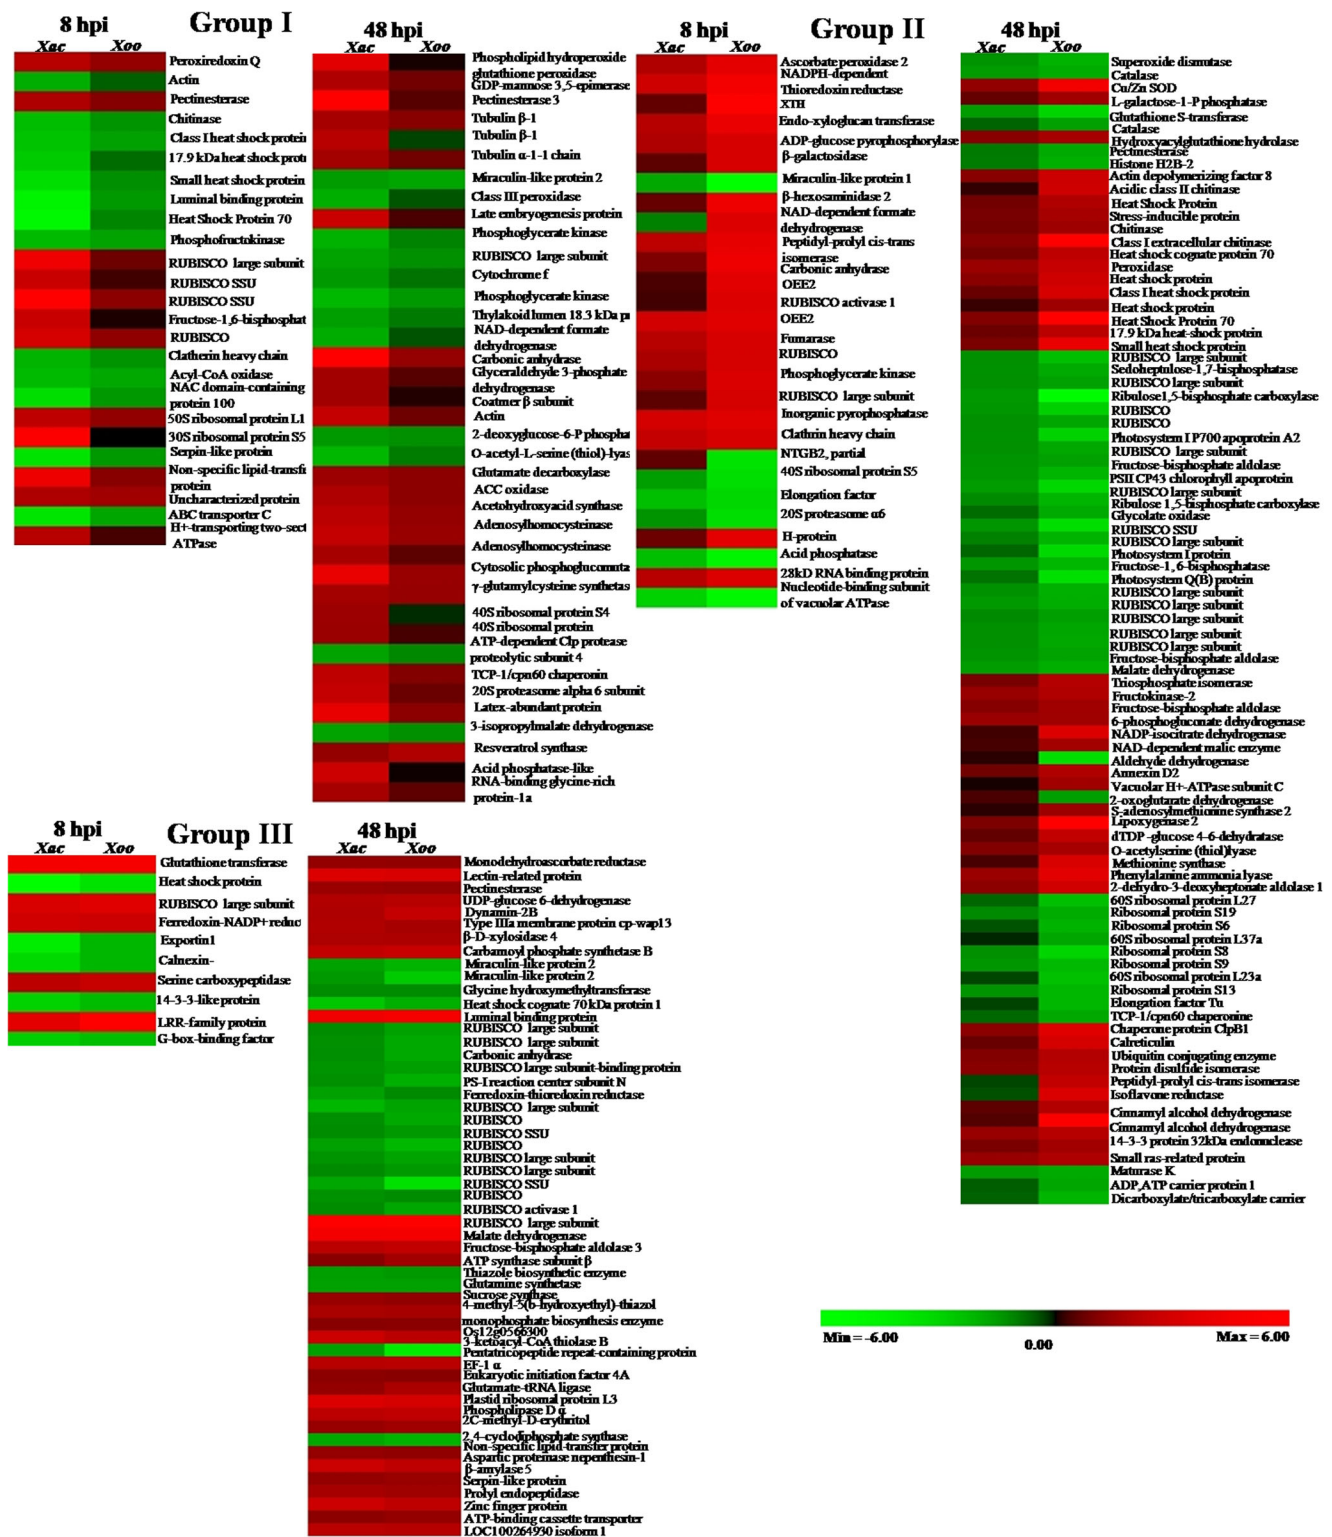 Group I
8 hpi
Xac Xoo
Peroxiredoxin Q
Actin
Pectinesterase
Chitinase
Class I heat shock protein
17.9 kDa heat shock prot
Small heat shock protein
Luminal binding protein
Heat Shock Protein 70
Phosphofructokinase
RUBISCO large subunit
RUBISCO SSU
RUBISCO SSU
Fructose-1,6-bisphosphat
RUBISCO
Clatherin heavy chain
Acyl-CoA oxidase
NAC domain-containing
protein 100
50S ribosomal protein L1
30S ribosomal protein S5
Serpin-like protein
Non-specific lipid-transf
protein
Uncharacterized protein
ABC transporter C
H+-transporting two-sect
ATPase
48 hpi
Xac Xoo
Phospholipid hydroperoxide
glutathione peroxidase
GDP-mannose 3,5-epimerase
Pectinesterase 3
Tubulin β-1
Tubulin β-1
Tubulin α-1-1 chain
Miraculin-like protein 2
Class III peroxidase
Late embryogenesis protein
Phosphoglycerate kinase
RUBISCO large subunit
Cytochrome f
Phosphoglycerate kinase
Thylakoid lumen 18.3 kDa p
NAD-dependent formate
dehydrogenase
Carbonic anhydrase
Glyceraldehyde 3-phosphate
dehydrogenase
Coatmer β subunit
Actin
2-deoxyglucose-6-P phospha
O-acetyl-L-serine (thiol)-lyas
Glutamate decarboxylase
ACC oxidase
Acetohydroxyacid synthase
Adenosylhomocysteinase
Adenosylhomocysteinase
Cytosolic phosphoglucomuta
γ-glutamylcysteine synthetas
40S ribosomal protein S4
40S ribosomal protein
ATP-dependent Clp protease
proteolytic subunit 4
TCP-1/cpn60 chaperonin
20S proteasome alpha 6 subunit
Latex-abundant protein
3-isopropylmalate dehydrogenase
Resveratrol synthase
Acid phosphatase-like
RNA-binding glycine-rich
protein-1a
Group II
8 hpi
Xac Xoo
Ascorbate peroxidase 2
NADPH-dependent
Thioredoxin reductase
XTH
Endo-xyloglucan transferase
ADP-glucose pyrophosphorylase
β-galactosidase
Miraculin-like protein 1
β-hexosaminidase 2
NAD-dependent formate
dehydrogenase
Peptidyl-prolyl cis-trans
isomerase
Carbonic anhydrase
OEE2
RUBISCO activase 1
OEE2
Fumarase
RUBISCO
Phosphoglycerate kinase
RUBISCO large subunit
Inorganic pyrophosphatase
Clathrin heavy chain
NTGB2, partial
40S ribosomal protein S5
Elongation factor
20S proteasome α6
H-protein
Acid phosphatase
28kD RNA binding protein
Nucleotide-binding subunit
of vacuolar ATPase
48 hpi
Xac Xoo
Superoxide dismutase
Catalase
Cu/Zn SOD
L-galactose-1-P phosphatase
Glutathione S-transferase
Catalase
Hydroxyacylglutathione hydrolase
Pectinesterase
Histone H2B-2
Actin depolymerizing factor 8
Acidic class II chitinase
Heat Shock Protein
Stress-inducible protein
Chitinase
Class I extracellular chitinase
Heat shock cognate protein 70
Peroxidase
Heat shock protein
Class I heat shock protein
Heat shock protein
Heat Shock Protein 70
17.9 kDa heat-shock protein
Small heat shock protein
RUBISCO large subunit
Sedoheptulose-1,7-bisphosphatase
RUBISCO large subunit
Ribulose1,5-bisphosphate carboxylase
RUBISCO
RUBISCO
Photosystem I P700 apoprotein A2
RUBISCO large subunit
Fructose-bisphosphate aldolase
PSII CP43 chlorophyll apoprotein
RUBISCO large subunit
Ribulose 1,5-bisphosphate carboxylase
Glycolate oxidase
RUBISCO SSU
RUBISCO large subunit
Photosystem I protein
Fructose-1,6-bisphosphatase
Photosystem Q(B) protein
RUBISCO large subunit
RUBISCO large subunit
RUBISCO large subunit
RUBISCO large subunit
RUBISCO large subunit
Fructose-bisphosphate aldolase
Malate dehydrogenase
Triosphosphate isomerase
Fructokinase-2
Fructose-bisphosphate aldolase
6-phosphogluconate dehydrogenase
NADP-isocitrate dehydrogenase
NAD-dependent malic enzyme
Aldehyde dehydrogenase
Annexin D2
Vacuolar H+-ATPase subunit C
2-oxoglutarate dehydrogenase
S-adenosylmethionine synthase 2
Lipoxygenase 2
dTDP-glucose 4-6-dehydratase
O-acetylserine (thiol)lyase
Methionine synthase
Phenylalanine ammonia lyase
2-dehydro-3-deoxyheptonate aldolase 1
60S ribosomal protein L27
Ribosomal protein S19
Ribosomal protein S6
60S ribosomal protein L37a
Ribosomal protein S8
Ribosomal protein S9
60S ribosomal protein L23a
Ribosomal protein S13
Elongation factor Tu
TCP-1/cpn60 chaperonine
Chaperone protein ClpB1
Calreticulin
Ubiquitin conjugating enzyme
Protein disulfide isomerase
Peptidyl-prolyl cis-trans isomerase
Isoflavone reductase
Cinnamyl alcohol dehydrogenase
Cinnamyl alcohol dehydrogenase
14-3-3 protein 32kDa endonuclease
Small ras-related protein
Maturase K
ADP,ATP carrier protein 1
Dicarboxylate/tricarboxylate carrier
Group III
8 hpi
Xac Xoo
Glutathione transferase
Heat shock protein
RUBISCO large subunit
Ferredoxin-NADP+ reduc
Exportin1
Calnexin-
Serine carboxypeptidase
14-3-3-like protein
LRR-family protein
G-box-binding factor
48 hpi
Xac Xoo
Monodehydroascorbate reductase
Lectin-related protein
Pectinesterase
UDP-glucose 6-dehydrogenase
Dynamin-2B
Type IIIa membrane protein cp-wap13
β-D-xylosidase 4
Carbamoyl phosphate synthetase B
Miraculin-like protein 2
Miraculin-like protein 2
Glycine hydroxymethyltransferase
Heat shock cognate 70 kDa protein 1
Luminal binding protein
RUBISCO large subunit
RUBISCO large subunit
Carbonic anhydrase
RUBISCO large subunit-binding protein
PS-I reaction center subunit N
Ferredoxin-thioredoxin reductase
RUBISCO large subunit
RUBISCO
RUBISCO SSU
RUBISCO
RUBISCO large subunit
RUBISCO large subunit
RUBISCO SSU
RUBISCO
RUBISCO activase 1
RUBISCO large subunit
Malate dehydrogenase
Fructose-bisphosphate aldolase 3
ATP synthase subunit β
Thiazole biosynthetic enzyme
Glutamine synthetase
Sucrose synthase
4-methyl-5(b-hydroxyethyl)-thiazol
monophosphate biosynthesis enzyme
Os12g0566300
3-ketoacyl-CoA thiolase B
Pentatricopeptide repeat-containing protein
EF-1 α
Eukaryotic initiation factor 4A
Glutamate-tRNA ligase
Plastid ribosomal protein L3
Phospholipase D α
2C-methyl-D-erythritol
2,4-cyclodiphosphate synthase
Non-specific lipid-transfer protein
Aspartic proteinase nepenthesin-1
β-amylase 5
Serpin-like protein
Prolyl endopeptidase
Zinc finger protein
ATP-binding cassette transporter
LOC100264930 isoform 1
Min = -6.00
0.00
Max = 6.00